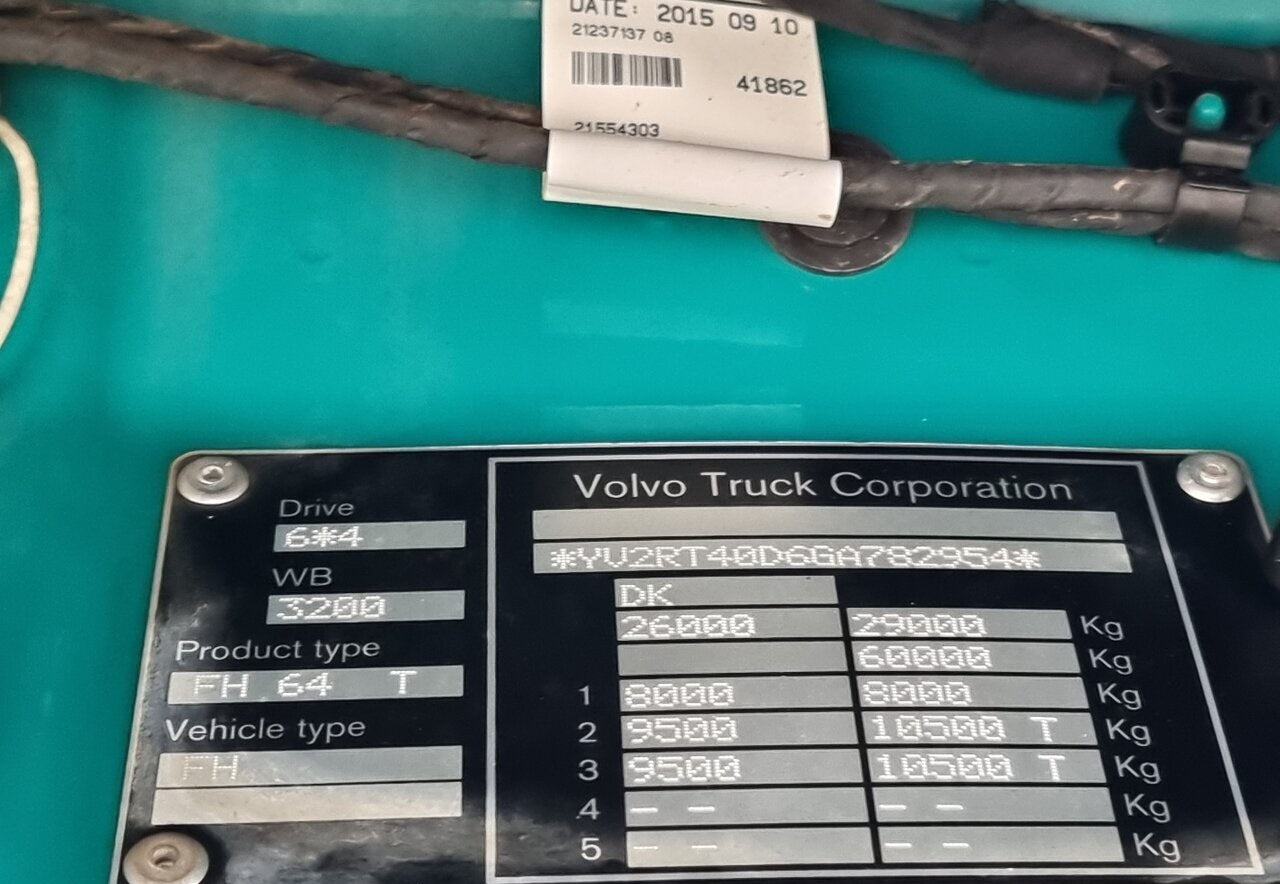 DATE: 2015 09 10
21237137 08
41862
21554303
Volvo Truck Corporation
Drive
6*4
*YV2RT40D6GA782954*
WB
DK
3200
26000 29000 Kg
Product type
60000 Kg
FH 64 T
1 8000 8000 Kg
Vehicle type
2 9500 10500 T Kg
FH
3 9500 10500 T Kg
4 – – – – Kg
5 – – – – Kg